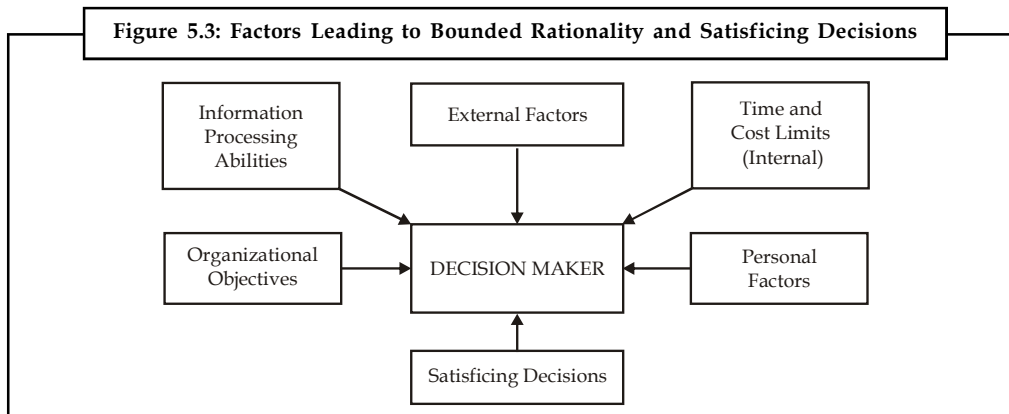 Figure 5.3: Factors Leading to Bounded Rationality and Satisficing Decisions
Information
Processing
Abilities
External Factors
Time and
Cost Limits
(Internal)
Organizational
Objectives
DECISION MAKER
Personal
Factors
Satisficing Decisions